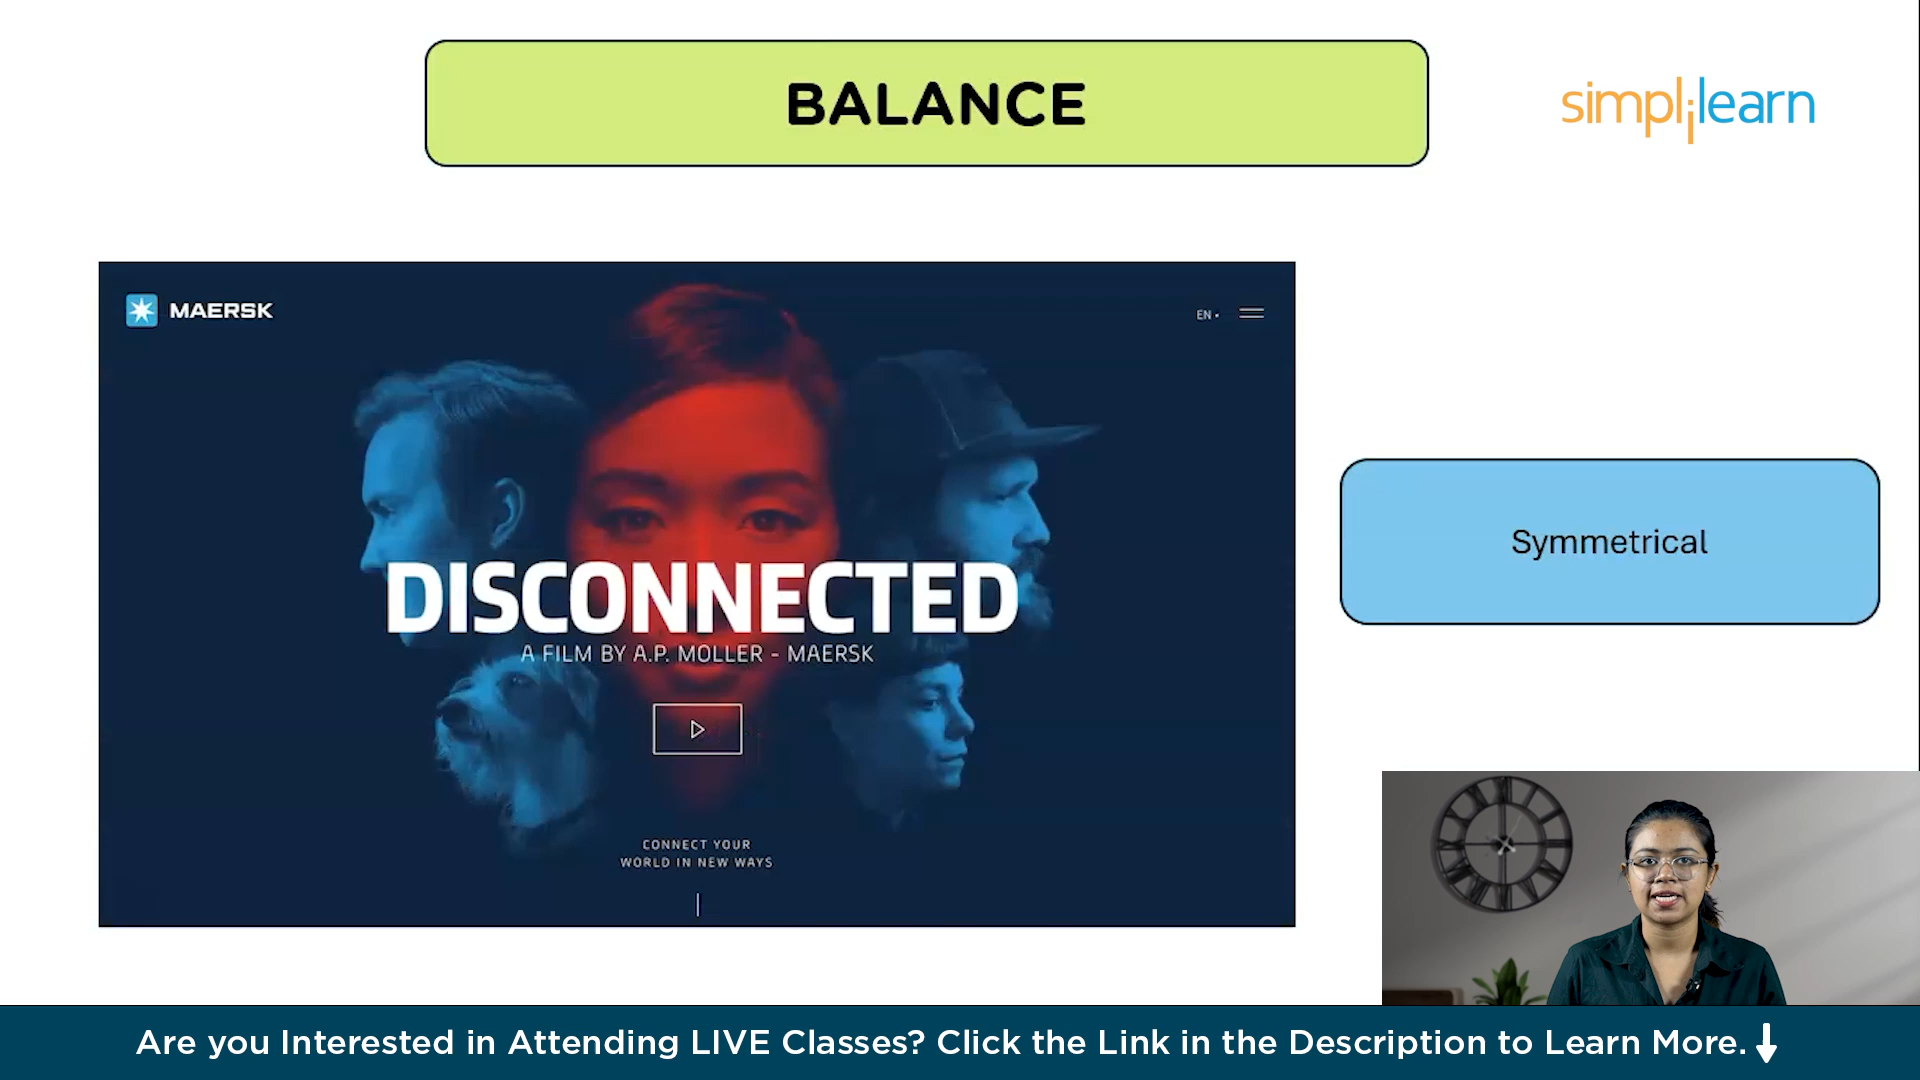 BALANCE
simplilearn
MAERSK
EN
DISCONNECTED
A FILM BY A.P. MOLLER - MAERSK
CONNECT YOUR
WORLD IN NEW WAYS
Symmetrical
Are you Interested in Attending LIVE Classes? Click the Link in the Description to Learn More.